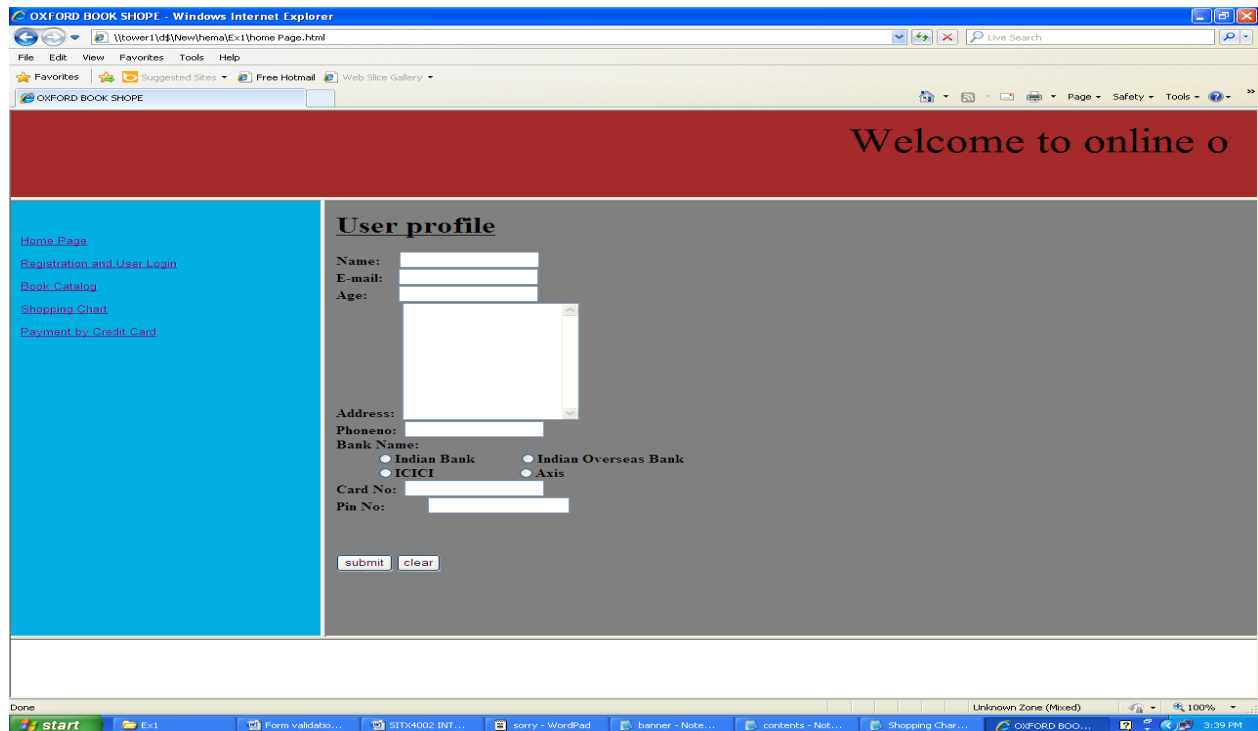 OXFORD BOOK SHOPE - Windows Internet Explorer
\\tower1\d$\New\hema\Ex1\home Page.html
Live Search
File Edit View Favorites Tools Help
Favorites Suggested Sites Free Hotmail Web Slice Gallery
OXFORD BOOK SHOPE Page Safety Tools »
Welcome to online o
Home Page
Registration and User Login
Book Catalog
Shopping Chart
Payment by Credit Card
User profile
Name:
E-mail:
Age:
Address:
Phoneno:
Bank Name:
Indian Bank Indian Overseas Bank
ICICI Axis
Card No:
Pin No:
submit clear
Done Unknown Zone (Mixed) 100%
start Ex1 Form validatio... SITX4002 INT... sorry - WordPad banner - Note... contents - Not... Shopping Char... OXFORD BOO... 3:39 PM